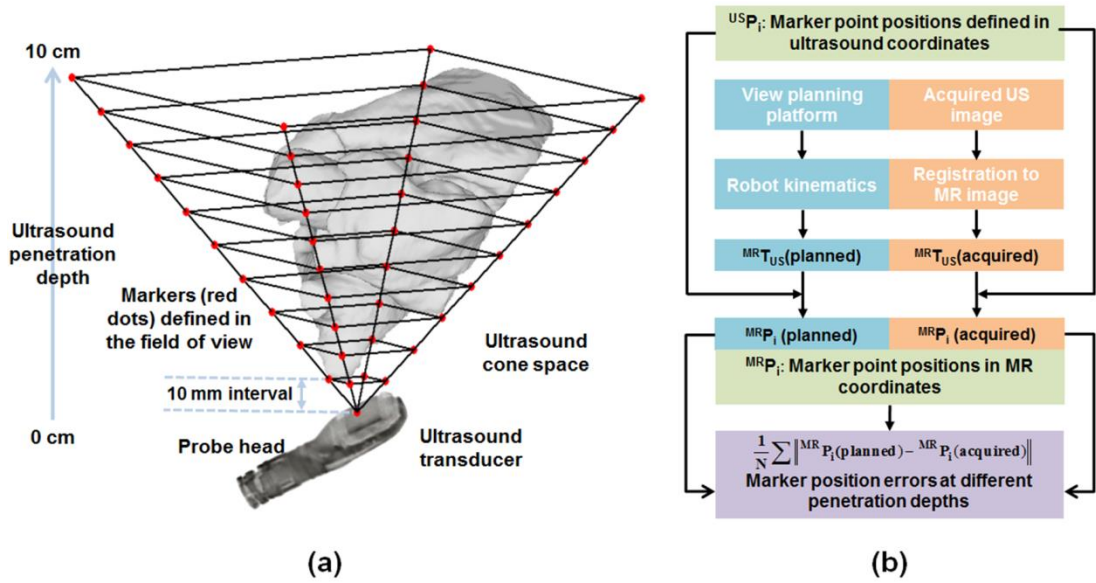 10 cm
Ultrasound
penetration
depth
Markers (red
dots) defined in
the field of view
Ultrasound
cone space
10 mm interval
0 cm
Probe head
Ultrasound
transducer
(a)
ᵁˢPᵢ: Marker point positions defined in
ultrasound coordinates
View planning
platform
Acquired US
image
Robot kinematics
Registration to
MR image
ᴹᴿT_US(planned)
ᴹᴿT_US(acquired)
ᴹᴿPᵢ (planned)
ᴹᴿPᵢ (acquired)
ᴹᴿPᵢ: Marker point positions in MR
coordinates
1/N ∑ ‖ᴹᴿPᵢ(planned) − ᴹᴿPᵢ(acquired)‖
Marker position errors at different
penetration depths
(b)